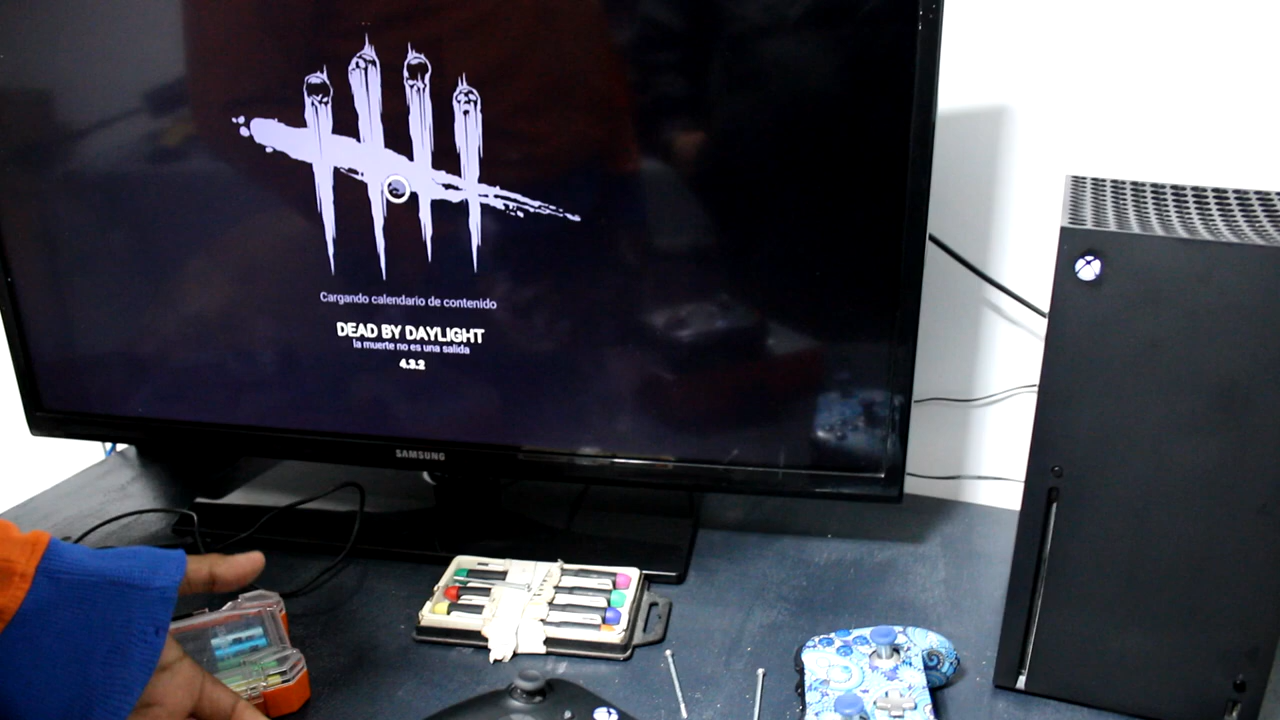 Cargando calendario de contenido
DEAD BY DAYLIGHT
la muerte no es una salida
4.3.2
SAMSUNG